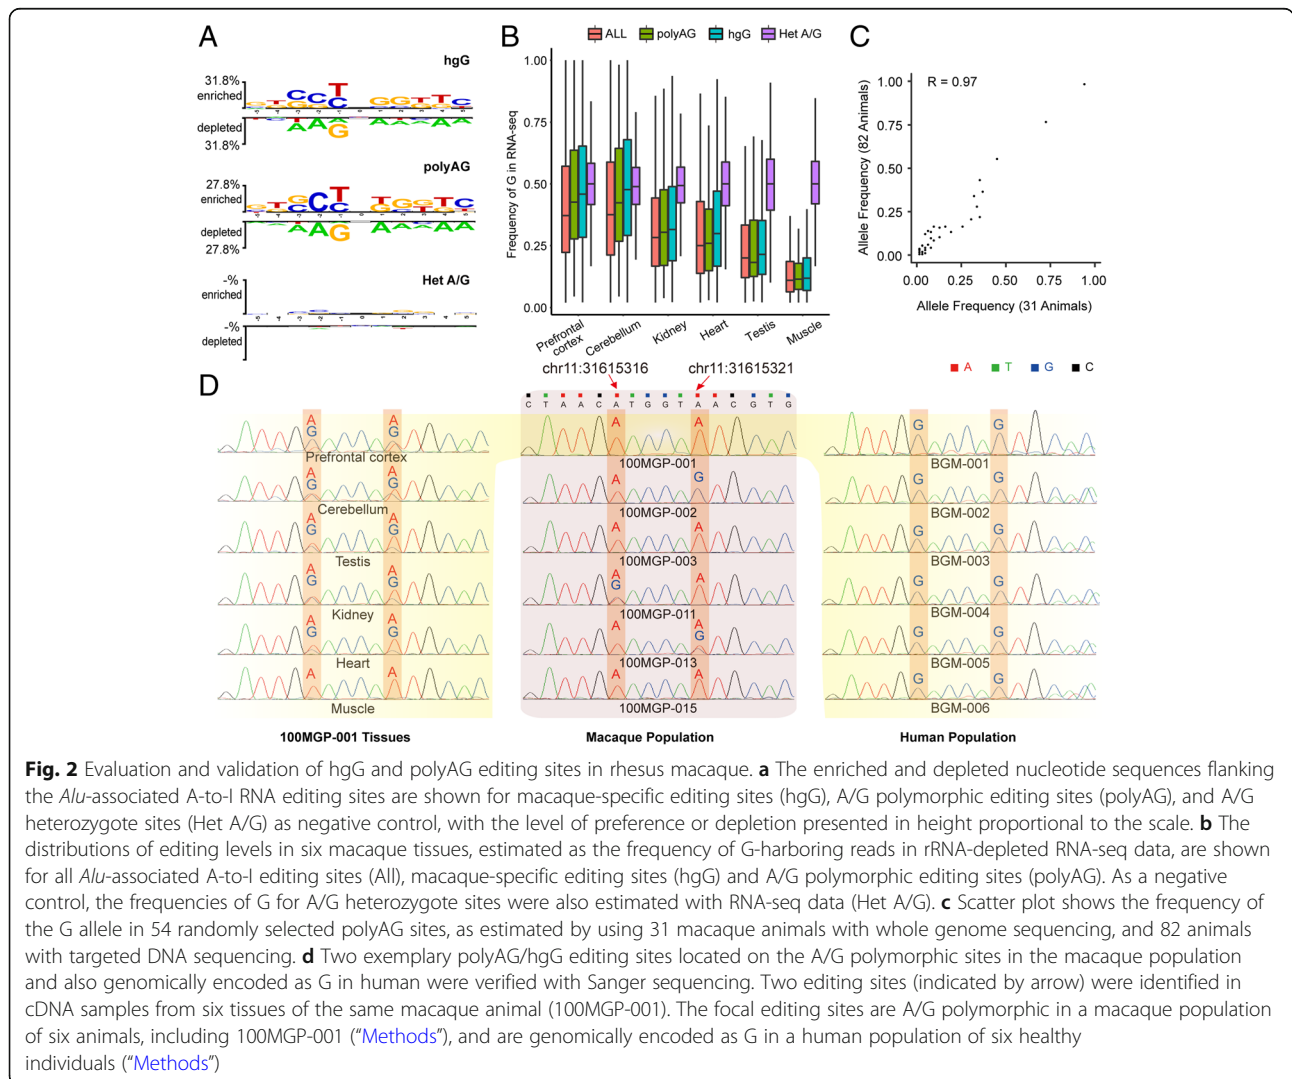 A
hgG
31.8%
enriched
depleted
31.8%
polyAG
27.8%
enriched
depleted
27.8%
Het A/G
-%
enriched
-%
depleted
B
ALL polyAG hgG Het A/G
Frequency of G in RNA-seq
1.00
0.75
0.50
0.25
0.00
Prefrontal cortex
Cerebellum
Kidney
Heart
Testis
Muscle
C
R = 0.97
Allele Frequency (82 Animals)
1.00
0.75
0.50
0.25
0.00
0.00 0.25 0.50 0.75 1.00
Allele Frequency (31 Animals)
A T G C
D
chr11:31615316 chr11:31615321
C T A A C A T G G T A A C G T G
A G A G
Prefrontal cortex
A G A G
Cerebellum
A G A G
Testis
A G A G
Kidney
A G A G
Heart
A A
Muscle
100MGP-001 Tissues
A A
100MGP-001
A G
100MGP-002
A A
100MGP-003
A G A
100MGP-011
A A G
100MGP-013
A A
100MGP-015
Macaque Population
G G
BGM-001
G G
BGM-002
G G
BGM-003
G G
BGM-004
G G
BGM-005
G G
BGM-006
Human Population
Fig. 2 Evaluation and validation of hgG and polyAG editing sites in rhesus macaque. a The enriched and depleted nucleotide sequences flanking
the Alu-associated A-to-I RNA editing sites are shown for macaque-specific editing sites (hgG), A/G polymorphic editing sites (polyAG), and A/G
heterozygote sites (Het A/G) as negative control, with the level of preference or depletion presented in height proportional to the scale. b The
distributions of editing levels in six macaque tissues, estimated as the frequency of G-harboring reads in rRNA-depleted RNA-seq data, are shown
for all Alu-associated A-to-I editing sites (All), macaque-specific editing sites (hgG) and A/G polymorphic editing sites (polyAG). As a negative
control, the frequencies of G for A/G heterozygote sites were also estimated with RNA-seq data (Het A/G). c Scatter plot shows the frequency of
the G allele in 54 randomly selected polyAG sites, as estimated by using 31 macaque animals with whole genome sequencing, and 82 animals
with targeted DNA sequencing. d Two exemplary polyAG/hgG editing sites located on the A/G polymorphic sites in the macaque population
and also genomically encoded as G in human were verified with Sanger sequencing. Two editing sites (indicated by arrow) were identified in
cDNA samples from six tissues of the same macaque animal (100MGP-001). The focal editing sites are A/G polymorphic in a macaque population
of six animals, including 100MGP-001 (“Methods”), and are genomically encoded as G in a human population of six healthy
individuals (“Methods”)